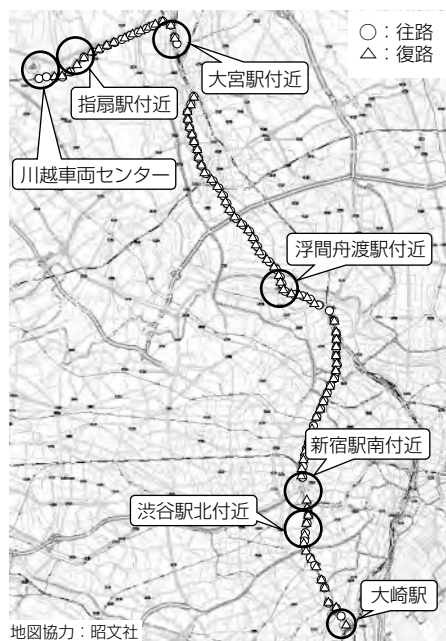 ○：往路
△：復路
大宮駅付近
指扇駅付近
川越車両センター
浮間舟渡駅付近
新宿駅南付近
渋谷駅北付近
大崎駅
地図協力：昭文社